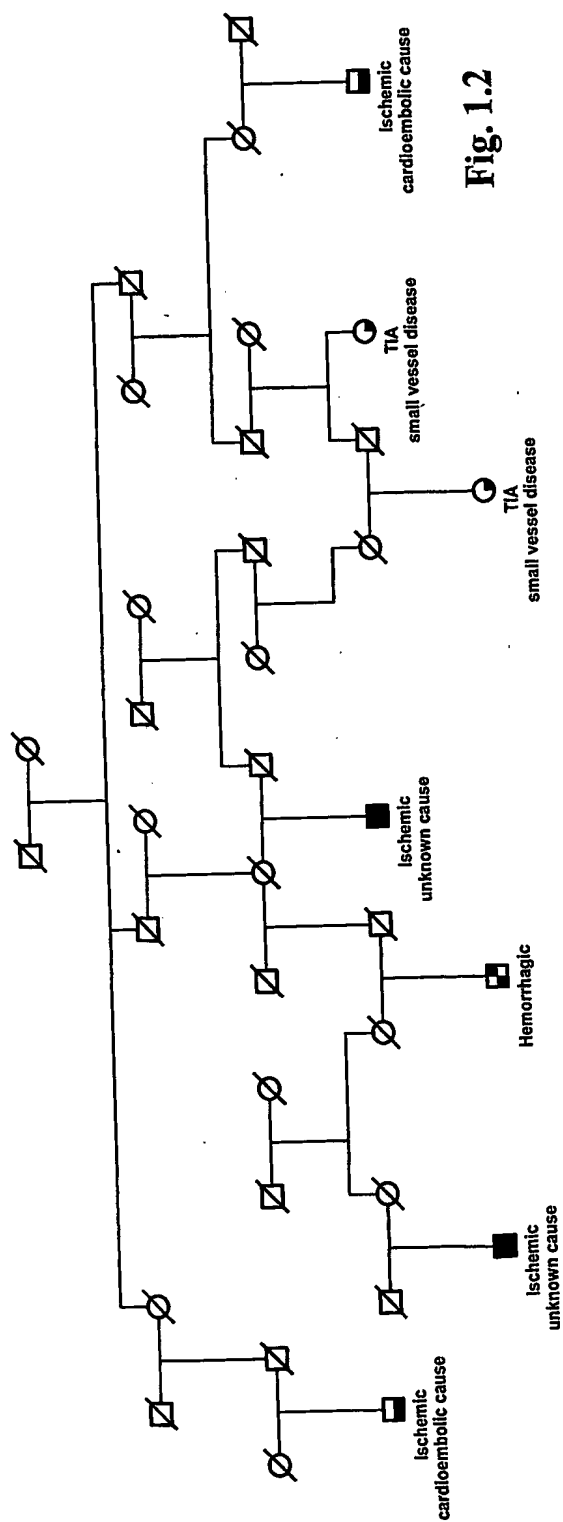 Ischemic
cardioembolic cause
Ischemic
unknown cause
Hemorrhagic
Ischemic
unknown cause
TIA
small vessel disease
TIA
small vessel disease
Ischemic
cardioembolic cause
Fig. 1.2